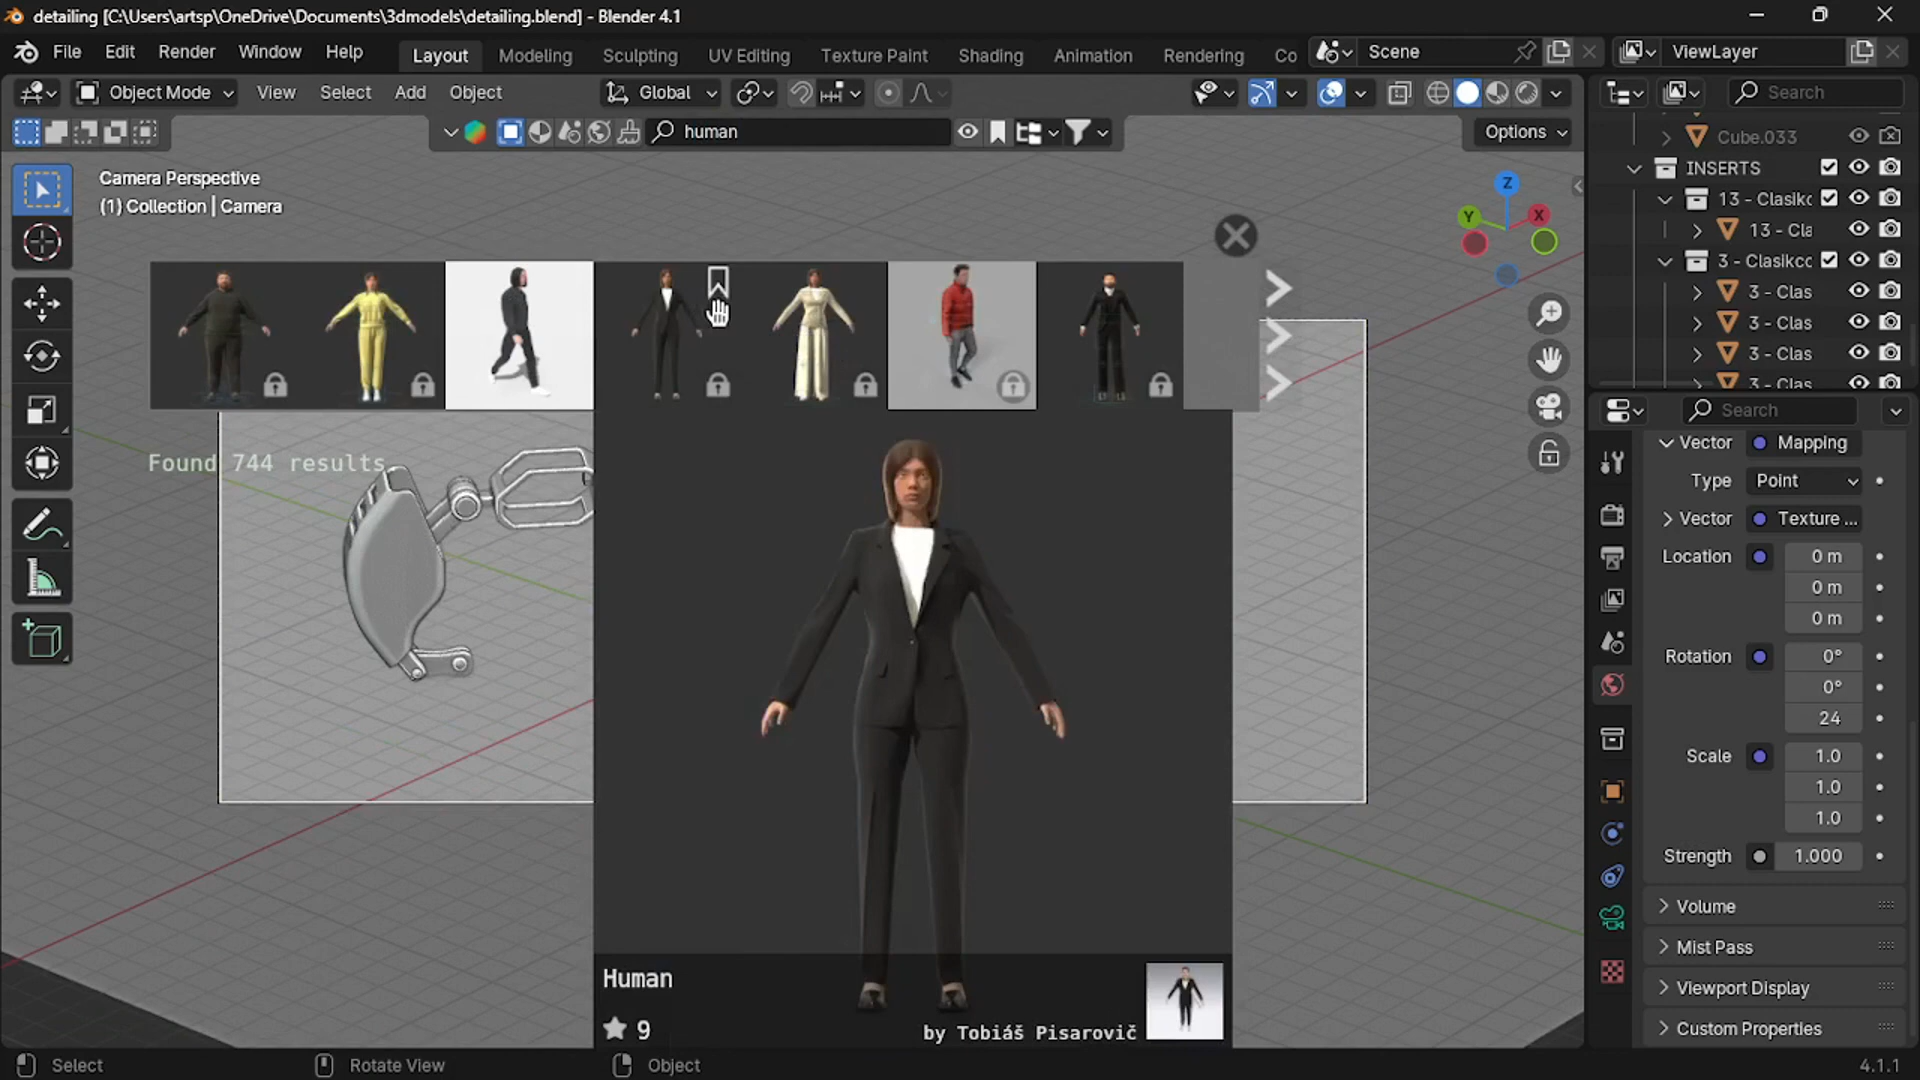 detailing [C:\Users\artsp\OneDrive\Documents\3dmodels\detailing.blend] - Blender 4.1
File Edit Render Window Help Layout Modeling Sculpting UV Editing Texture Paint Shading Animation Rendering Co Scene ViewLayer
Object Mode View Select Add Object Global Search
human Options
Cube.033
Camera Perspective
(1) Collection | Camera
Z
Y
X
INSERTS
13 - Clasikc
13 - Cla
3 - Clasikcc
3 - Clas
3 - Clas
3 - Clas
3 - Clas
Search
Found 744 results.
Vector Mapping
Type Point
Vector Texture ...
Location 0 m
0 m
0 m
Rotation 0°
0°
24
Scale 1.0
1.0
1.0
Strength 1.000
Volume
Mist Pass
Viewport Display
Custom Properties
Human
9
by Tobiáš Pisarovič
Select Rotate View Object 4.1.1